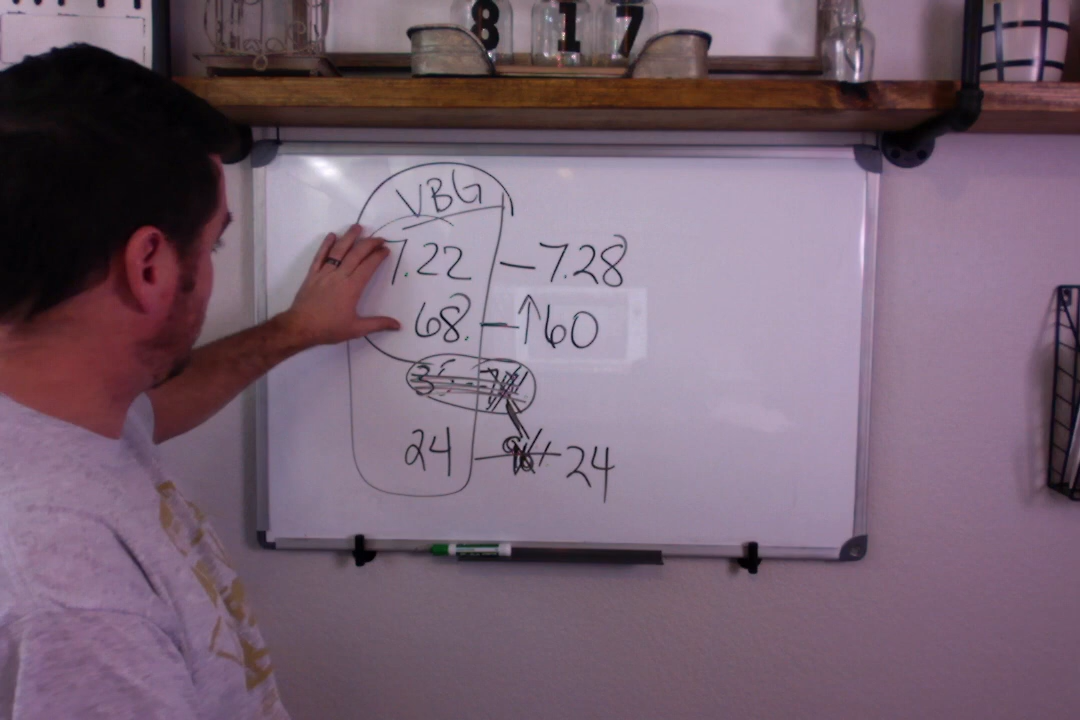 8 1 7
VBG
7.22 – 7.28
68. – ↑60
24 – 24